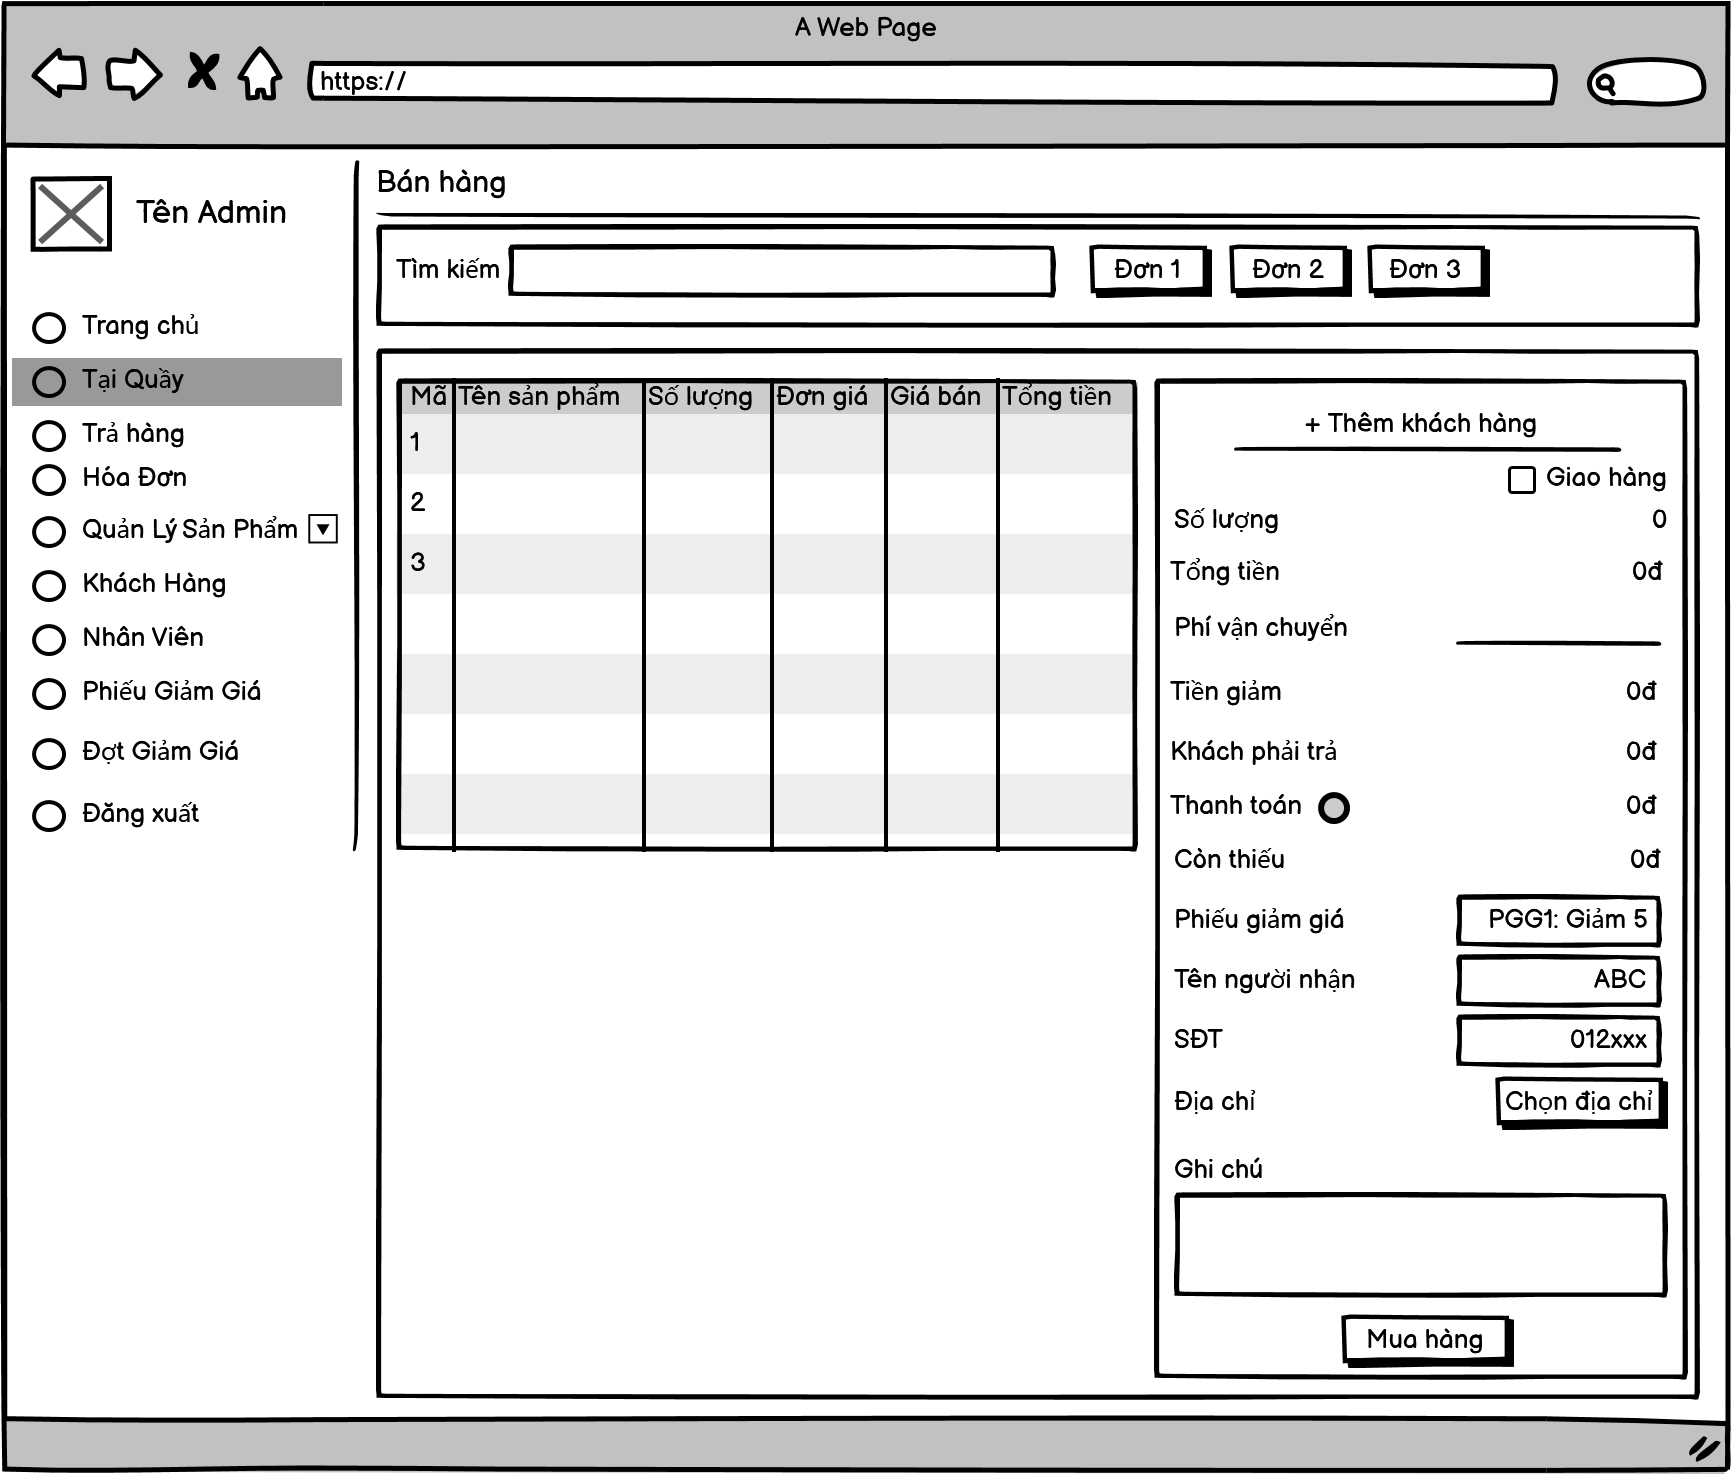 A Web Page
https://
Tên Admin
Trang chủ
Tại Quầy
Trả hàng
Hóa Đơn
Quản Lý Sản Phẩm
Khách Hàng
Nhân Viên
Phiếu Giảm Giá
Đợt Giảm Giá
Đăng xuất
Bán hàng
Tìm kiếm Đơn 1 Đơn 2 Đơn 3
Mã Tên sản phẩm Số lượng Đơn giá Giá bán Tổng tiền
1
2
3
+ Thêm khách hàng
Giao hàng
Số lượng 0
Tổng tiền 0đ
Phí vận chuyển
Tiền giảm 0đ
Khách phải trả 0đ
Thanh toán 0đ
Còn thiếu 0đ
Phiếu giảm giá PGG1: Giảm 5
Tên người nhận ABC
SĐT 012xxx
Địa chỉ Chọn địa chỉ
Ghi chú
Mua hàng